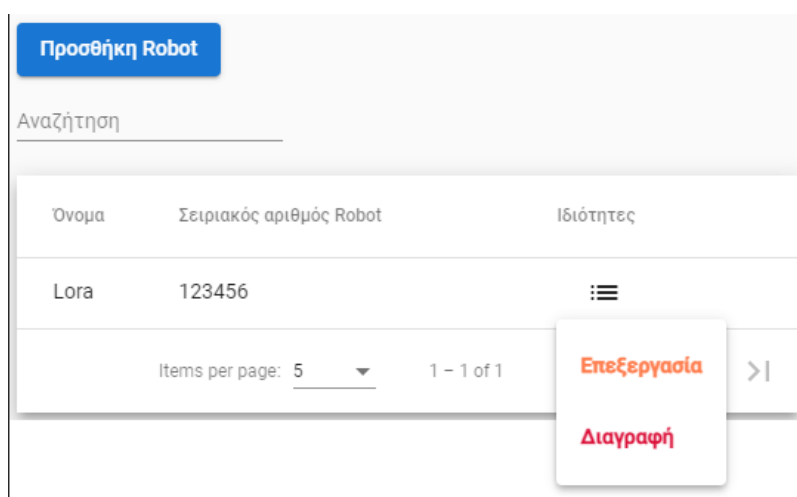 Προσθήκη Robot
Αναζήτηση
Όνομα Σειριακός αριθμός Robot Ιδιότητες
Lora 123456
Items per page: 5 1 – 1 of 1
Επεξεργασία
Διαγραφή